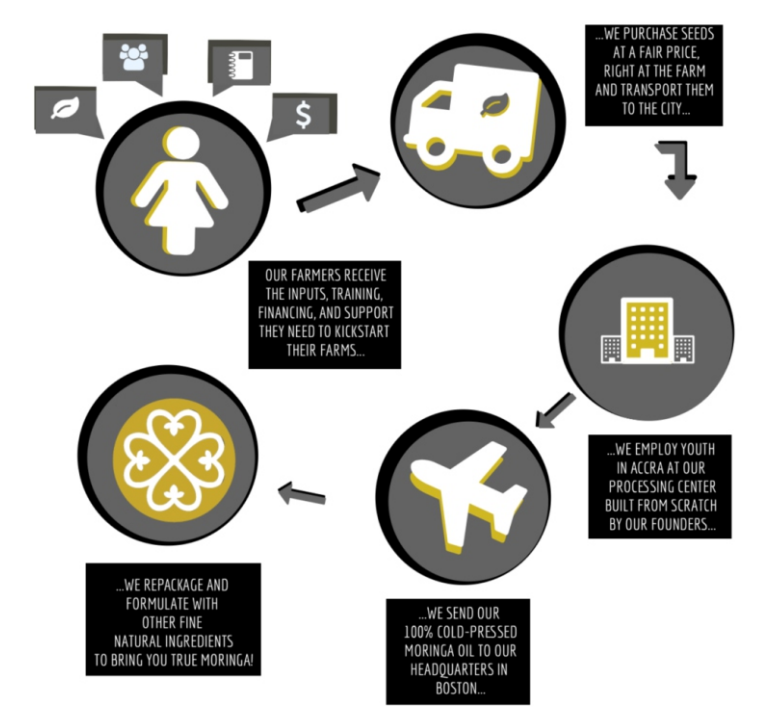 $
OUR FARMERS RECEIVE
THE INPUTS, TRAINING,
FINANCING, AND SUPPORT
THEY NEED TO KICKSTART
THEIR FARMS...
...WE PURCHASE SEEDS
AT A FAIR PRICE,
RIGHT AT THE FARM
AND TRANSPORT THEM
TO THE CITY...
...WE EMPLOY YOUTH
IN ACCRA AT OUR
PROCESSING CENTER
BUILT FROM SCRATCH
BY OUR FOUNDERS...
...WE SEND OUR
100% COLD-PRESSED
MORINGA OIL TO OUR
HEADQUARTERS IN
BOSTON...
...WE REPACKAGE AND
FORMULATE WITH
OTHER FINE
NATURAL INGREDIENTS
TO BRING YOU TRUE MORINGA!